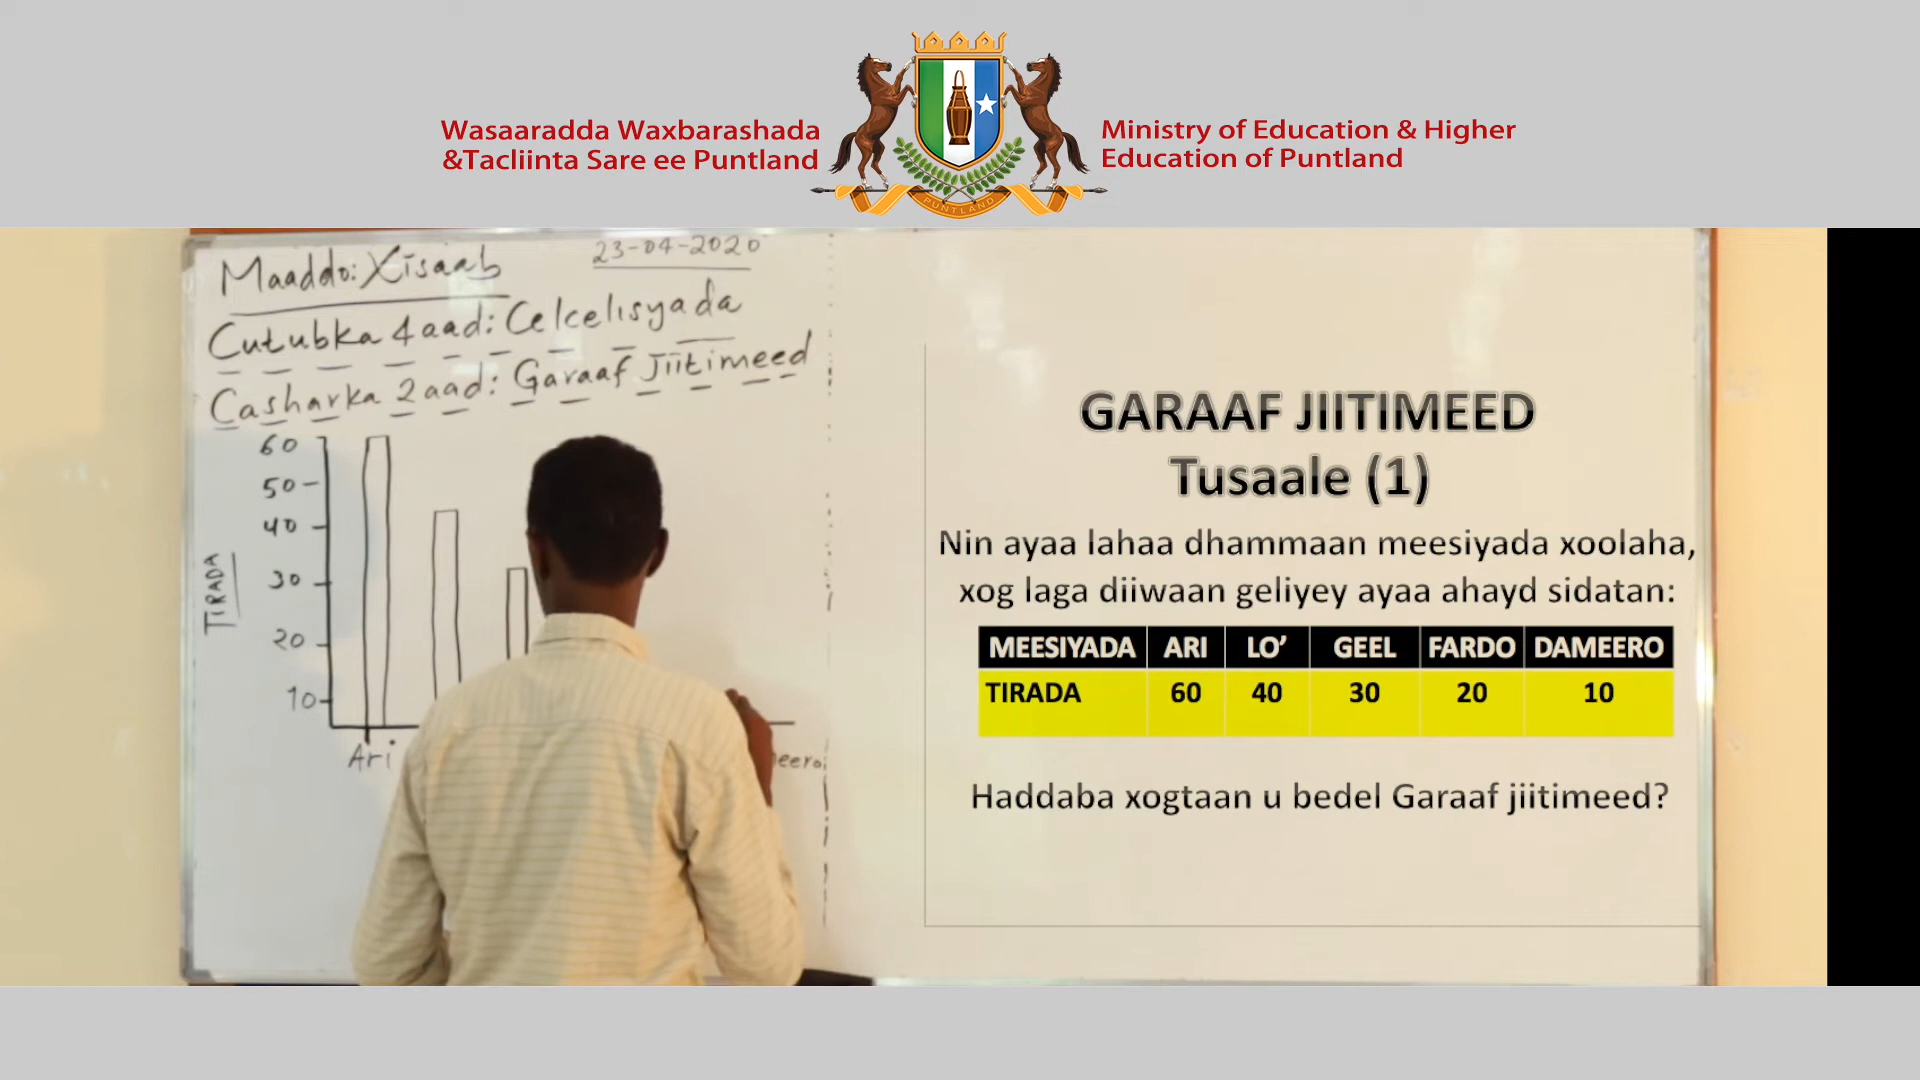 Wasaaradda Waxbarashada
&Tacliinta Sare ee Puntland
Ministry of Education & Higher
Education of Puntland
PUNTLAND
23-04-2020
Maaddo: Xisaab
Cutubka 4aad: Celcelisyada
Casharka 2aad: Garaaf Jiitimeed
60
50
40
30
20
10
TIRADA
Ari
eero
GARAAF JIITIMEED
Tusaale (1)
Nin ayaa lahaa dhammaan meesiyada xoolaha,
xog laga diiwaan geliyey ayaa ahayd sidatan:
MEESIYADA ARI LO’ GEEL FARDO DAMEERO
TIRADA 60 40 30 20 10
Haddaba xogtaan u bedel Garaaf jiitimeed?